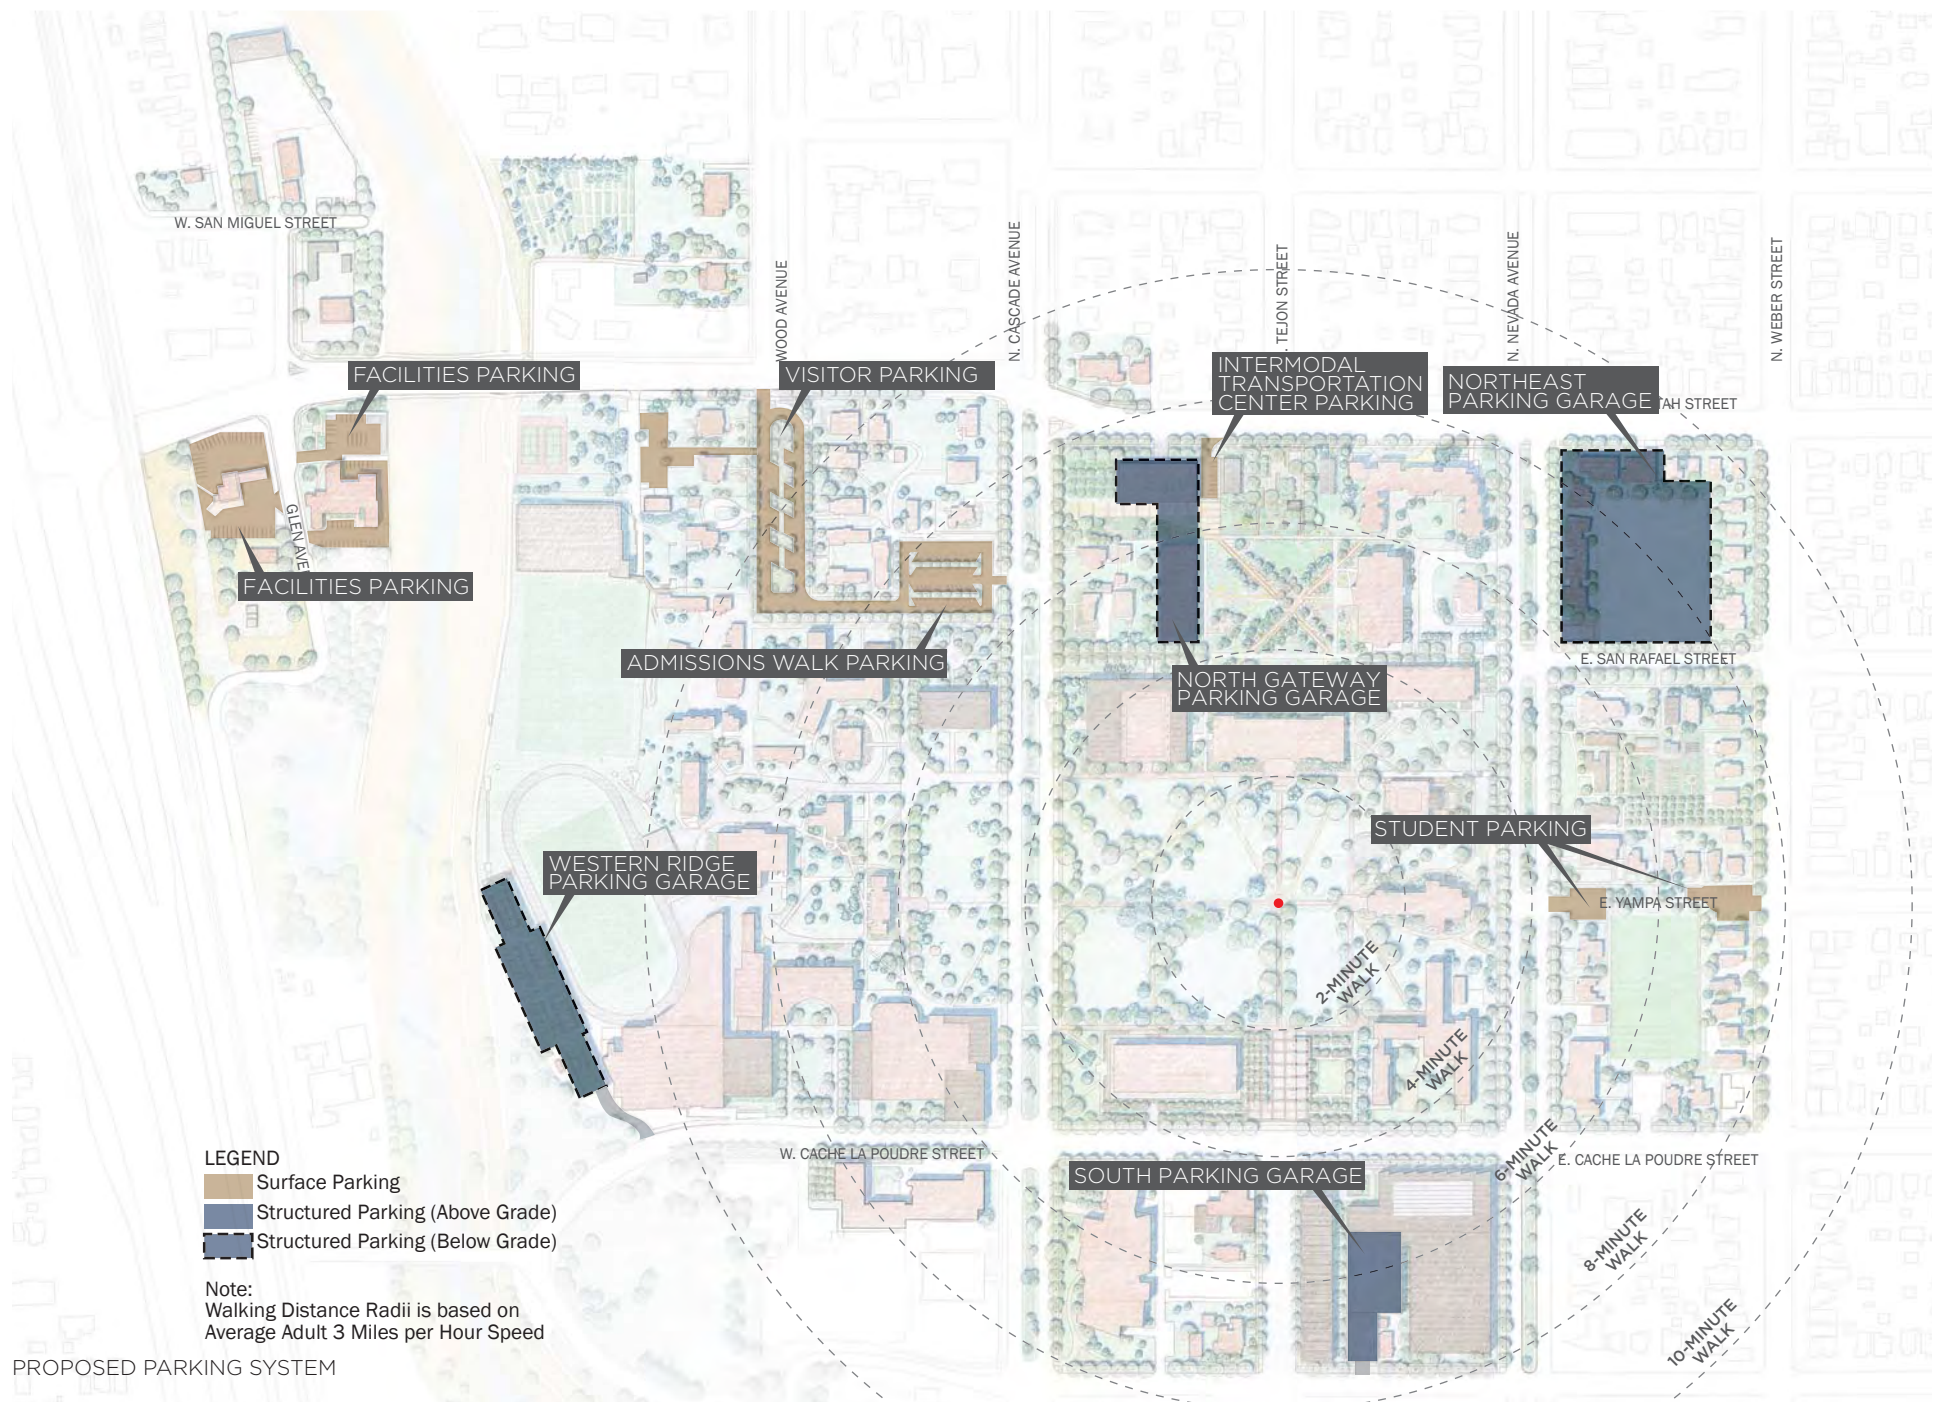 W. SAN MIGUEL STREET
WOOD AVENUE
N. CASCADE AVENUE
. TEJON STREET
N. NEVADA AVENUE
N. WEBER STREET
FACILITIES PARKING
VISITOR PARKING
INTERMODAL
TRANSPORTATION
CENTER PARKING
NORTHEAST
PARKING GARAGE
TAH STREET
GLEN AVEN
FACILITIES PARKING
ADMISSIONS WALK PARKING
E. SAN RAFAEL STREET
NORTH GATEWAY
PARKING GARAGE
STUDENT PARKING
WESTERN RIDGE
PARKING GARAGE
E. YAMPA STREET
2-MINUTE
WALK
4-MINUTE
WALK
6-MINUTE
WALK
8-MINUTE
WALK
10-MINUTE
WALK
W. CACHE LA POUDRE STREET
E. CACHE LA POUDRE STREET
SOUTH PARKING GARAGE
LEGEND
Surface Parking
Structured Parking (Above Grade)
Structured Parking (Below Grade)
Note:
Walking Distance Radii is based on
Average Adult 3 Miles per Hour Speed
PROPOSED PARKING SYSTEM